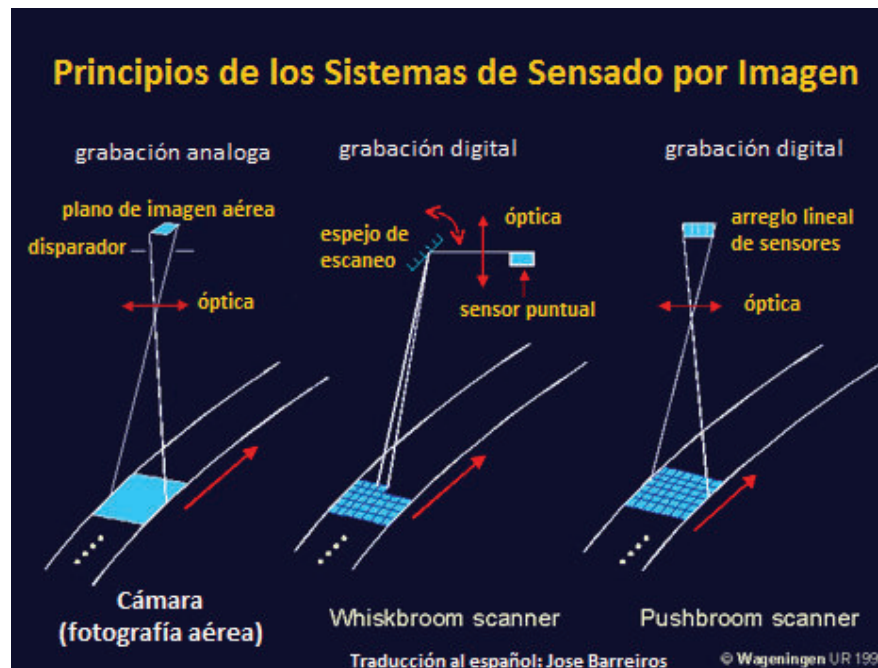 Principios de los Sistemas de Sensado por Imagen
grabación analoga
plano de imagen aérea
disparador
óptica
Cámara
(fotografía aérea)
grabación digital
espejo de
escaneo
óptica
sensor puntual
Whiskbroom scanner
grabación digital
arreglo lineal
de sensores
óptica
Pushbroom scanner
Traducción al español: Jose Barreiros
© Wageningen UR 199